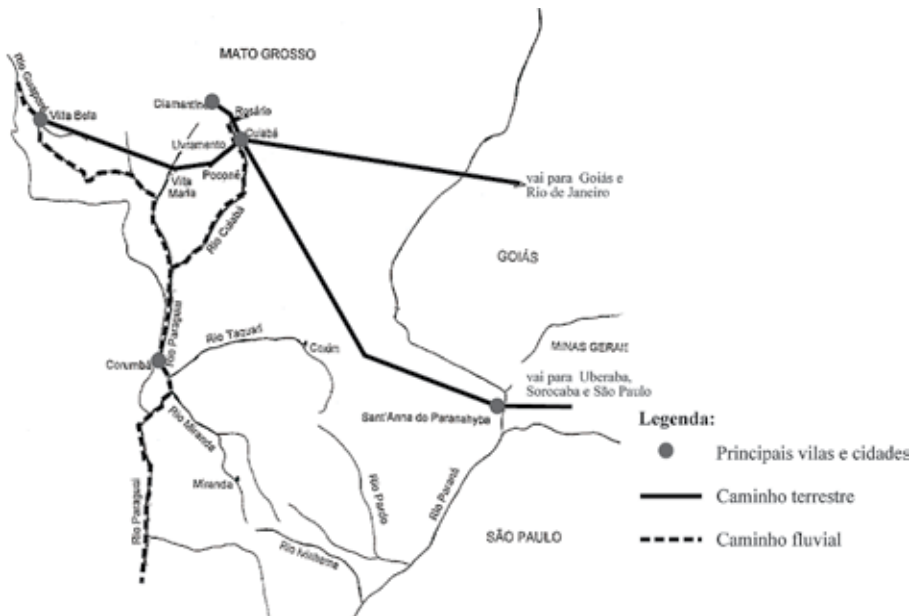 MATO GROSSO
Rio Guaporé
Villa Bela
Diamantino
Rosário
Cuiabá
Livramento
Poconé
Vila
Maria
Rio Cuiabá
vai para Goiás e
Rio de Janeiro
GOIÁS
Rio Paraguai
Rio Taquari
Coxim
Corumbá
MINAS GERAIS
vai para Uberaba,
Sorocaba e São Paulo
Sant'Anna do Paranahyba
Rio Miranda
Miranda
Rio Pardo
Rio Paraná
Rio Paraguai
Rio Ivinhema
SÃO PAULO
Legenda:
Principais vilas e cidades
Caminho terrestre
Caminho fluvial